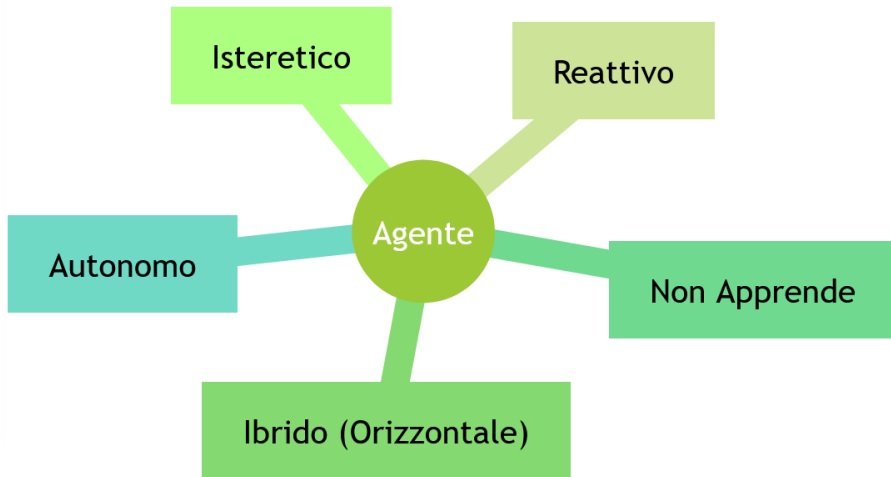 Isteretico
Reattivo
Agente
Autonomo
Non Apprende
Ibrido (Orizzontale)